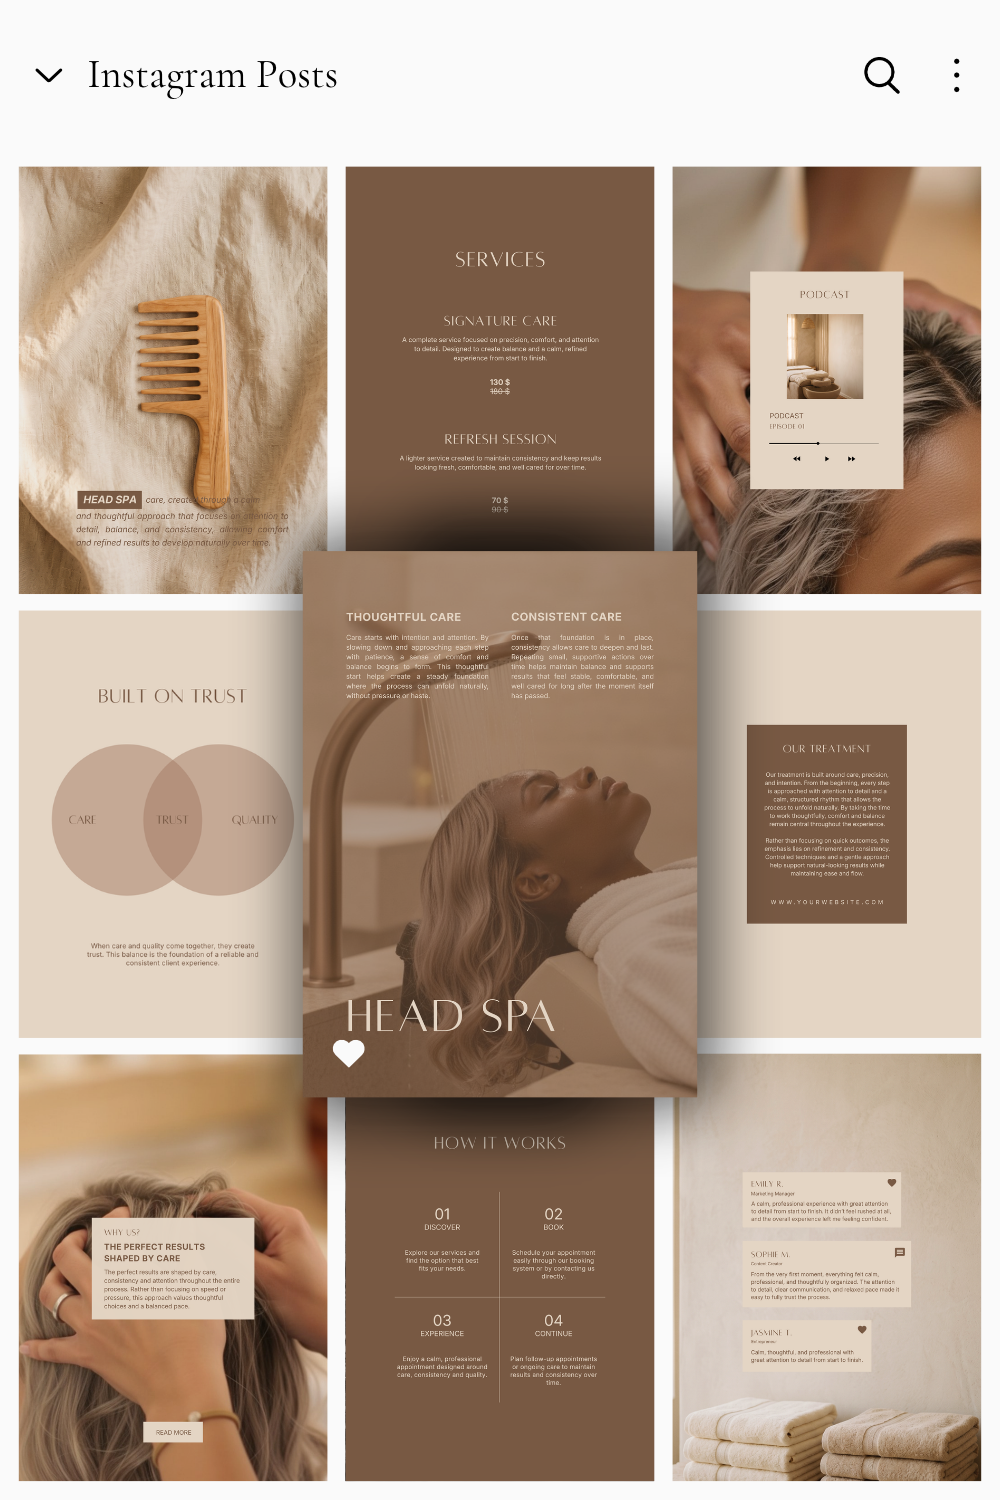 Instagram Posts
HEAD SPA care, create through a calm
and thoughtful approach that focuses on attention to
detail, balance, and consistency, allowing comfort
and refined results to develop naturally over time.
SERVICES
SIGNATURE CARE
A complete service focused on precision, comfort, and attention
to detail. Designed to create balance and a calm, refined
experience from start to finish.
130 $
180 $
REFRESH SESSION
A lighter service created to maintain consistency and keep results
looking fresh, comfortable, and well cared for over time.
70 $
90 $
PODCAST
PODCAST
EPISODE 01
BUILT ON TRUST
CARE
TRUST
QUALITY
When care and quality come together, they create
trust. This balance is the foundation of a reliable and
consistent client experience.
THOUGHTFUL CARE
Care starts with intention and attention. By
slowing down and approaching each step
with patience, a sense of comfort and
balance begins to form. This thoughtful
start helps create a steady foundation
where the process can unfold naturally,
without pressure or haste.
CONSISTENT CARE
Once that foundation is in place,
consistency allows care to deepen and last.
Repeating small, supportive actions over
time helps maintain balance and supports
results that feel stable, comfortable, and
well cared for long after the moment itself
has passed.
HEAD SPA
OUR TREATMENT
Our treatment is built around care, precision,
and intention. From the beginning, every step
is approached with attention to detail and a
calm, structured rhythm that allows the
process to unfold naturally. By taking the time
to work thoughtfully, comfort and balance
remain central throughout the experience.
Rather than focusing on quick outcomes, the
emphasis lies on refinement and consistency.
Controlled techniques and a gentle approach
help support natural-looking results while
maintaining ease and flow.
WWW.YOURWEBSITE.COM
WHY US?
THE PERFECT RESULTS
SHAPED BY CARE
The perfect results are shaped by care,
consistency and attention throughout the entire
process. Rather than focusing on speed or
pressure, this approach values thoughtful
choices and a balanced pace.
READ MORE
HOW IT WORKS
01
DISCOVER
Explore our services and
find the option that best
fits your needs.
02
BOOK
Schedule your appointment
easily through our booking
system or by contacting us
directly.
03
EXPERIENCE
Enjoy a calm, professional
appointment designed around
care, consistency and quality.
04
CONTINUE
Plan follow-up appointments
or ongoing care to maintain
results and consistency over
time.
EMILY R.
Marketing Manager
A calm, professional experience with great attention
to detail from start to finish. It didn't feel rushed at all,
and the overall experience left me feeling confident.
SOPHIE M.
Content Creator
From the very first moment, everything felt calm,
professional, and thoughtfully organized. The attention
to detail, clear communication, and relaxed pace made it
easy to fully trust the process.
JASMINE T.
Calm, thoughtful, and professional with
great attention to detail from start to finish.